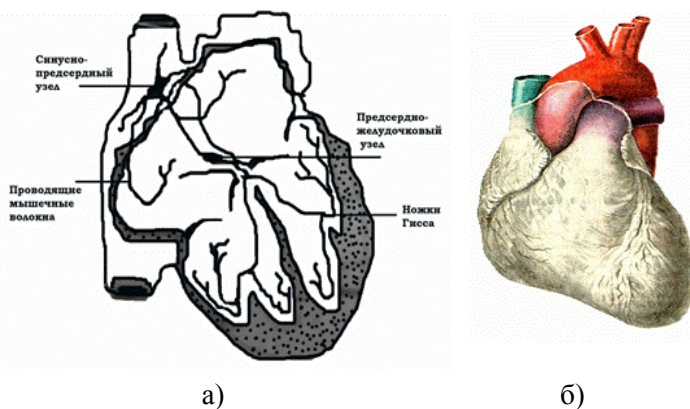 Синусно-
предсердный
узел
Предсердно-
желудочковый
узел
Проводящие
мышечные
волокна
Ножки
Гисса
а)
б)